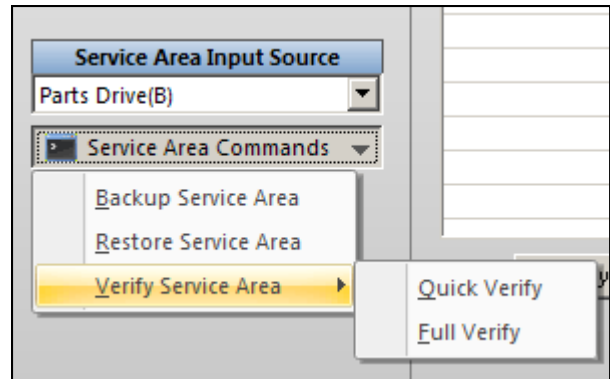 Service Area Input Source
Parts Drive(B)
Service Area Commands
Backup Service Area
Restore Service Area
Verify Service Area
Quick Verify
Full Verify